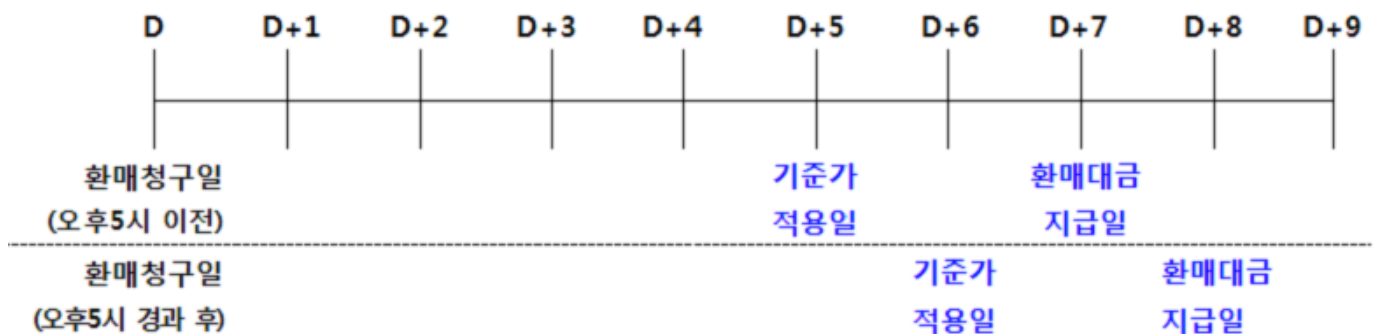 D D+1 D+2 D+3 D+4 D+5 D+6 D+7 D+8 D+9
환매청구일 기준가 환매대금
(오후5시 이전) 적용일 지급일
환매청구일 기준가 환매대금
(오후5시 경과 후) 적용일 지급일